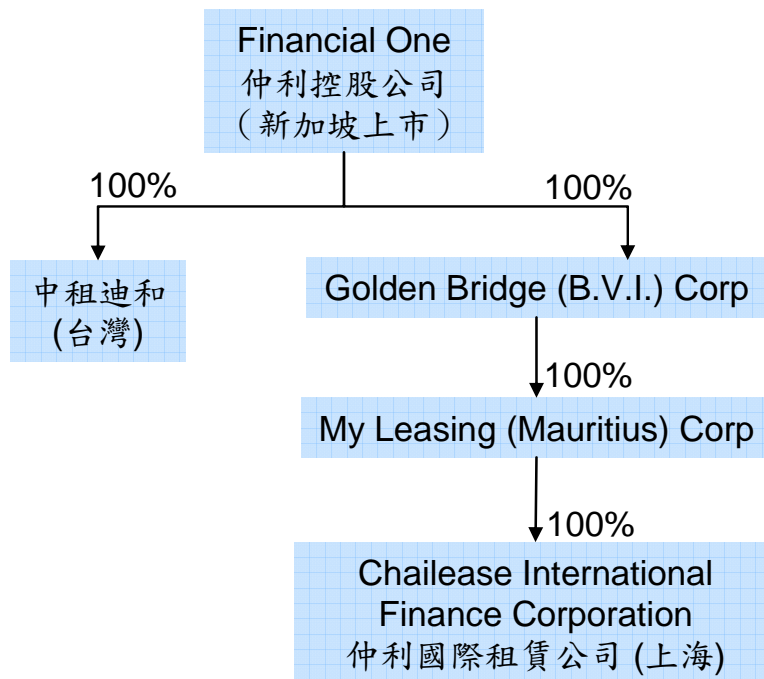 Financial One
仲利控股公司
（新加坡上市）
100%
100%
中租迪和
(台灣)
Golden Bridge (B.V.I.) Corp
100%
My Leasing (Mauritius) Corp
100%
Chailease International
Finance Corporation
仲利國際租賃公司 (上海)